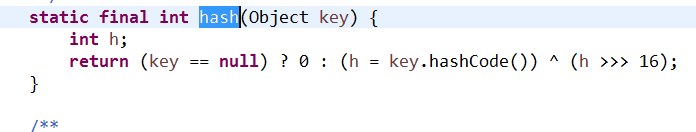 static final int hash(Object key) {
    int h;
    return (key == null) ? 0 : (h = key.hashCode()) ^ (h >>> 16);
}
/**